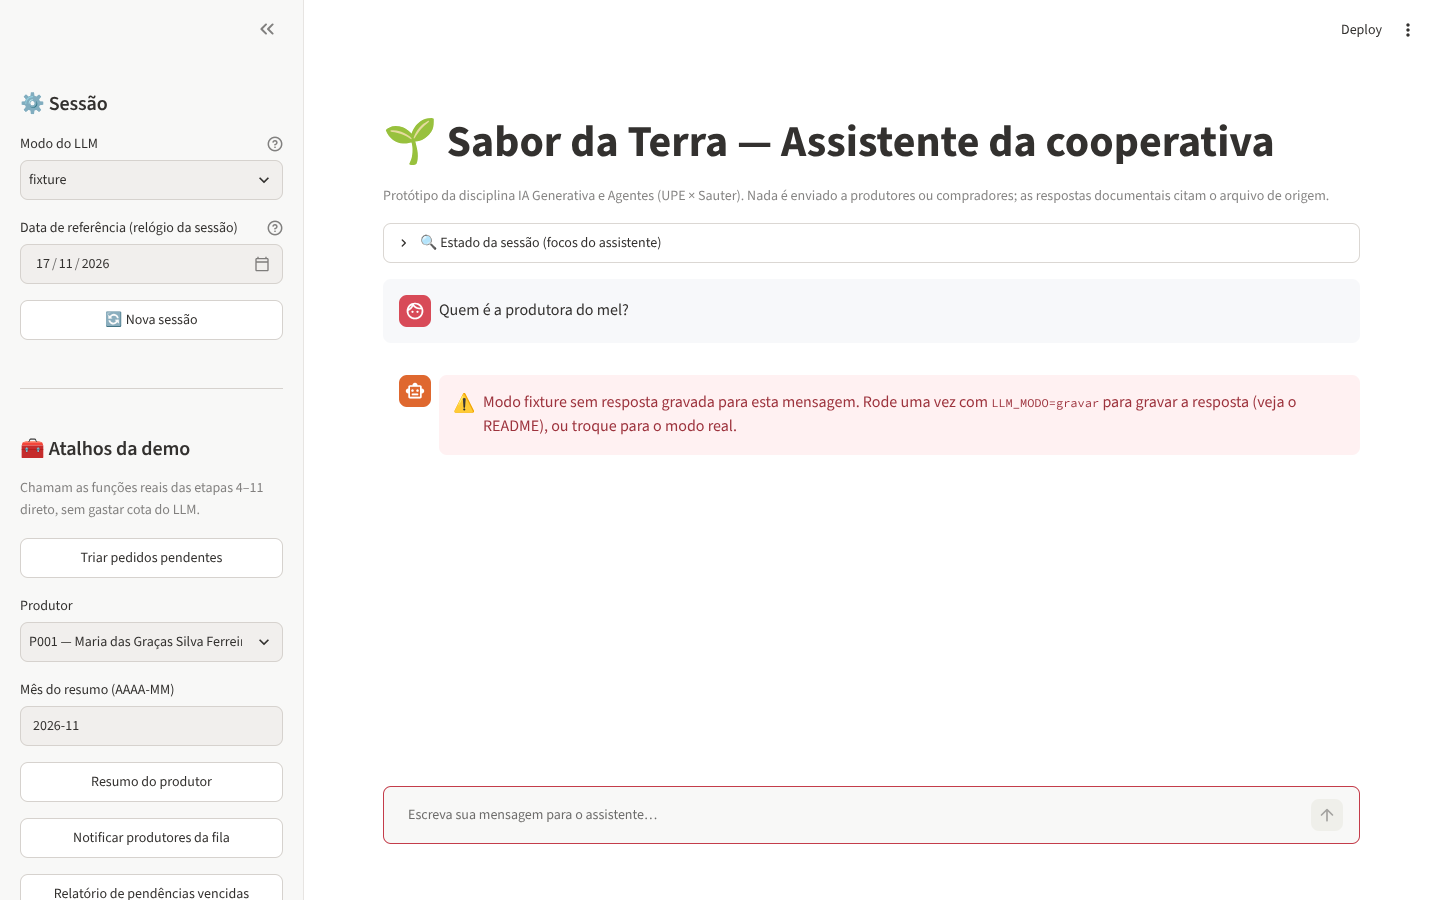 Deploy
⚙️ Sessão
Modo do LLM
fixture
Data de referência (relógio da sessão)
17 / 11 / 2026
🔄 Nova sessão
🧰 Atalhos da demo
Chamam as funções reais das etapas 4–11
direto, sem gastar cota do LLM.
Triar pedidos pendentes
Produtor
P001 — Maria das Graças Silva Ferrei
Mês do resumo (AAAA-MM)
2026-11
Resumo do produtor
Notificar produtores da fila
Relatório de pendências vencidas
🌱 Sabor da Terra — Assistente da cooperativa
Protótipo da disciplina IA Generativa e Agentes (UPE × Sauter). Nada é enviado a produtores ou compradores; as respostas documentais citam o arquivo de origem.
🔍 Estado da sessão (focos do assistente)
Quem é a produtora do mel?
⚠️ Modo fixture sem resposta gravada para esta mensagem. Rode uma vez com LLM_MODO=gravar para gravar a resposta (veja o
README), ou troque para o modo real.
Escreva sua mensagem para o assistente…